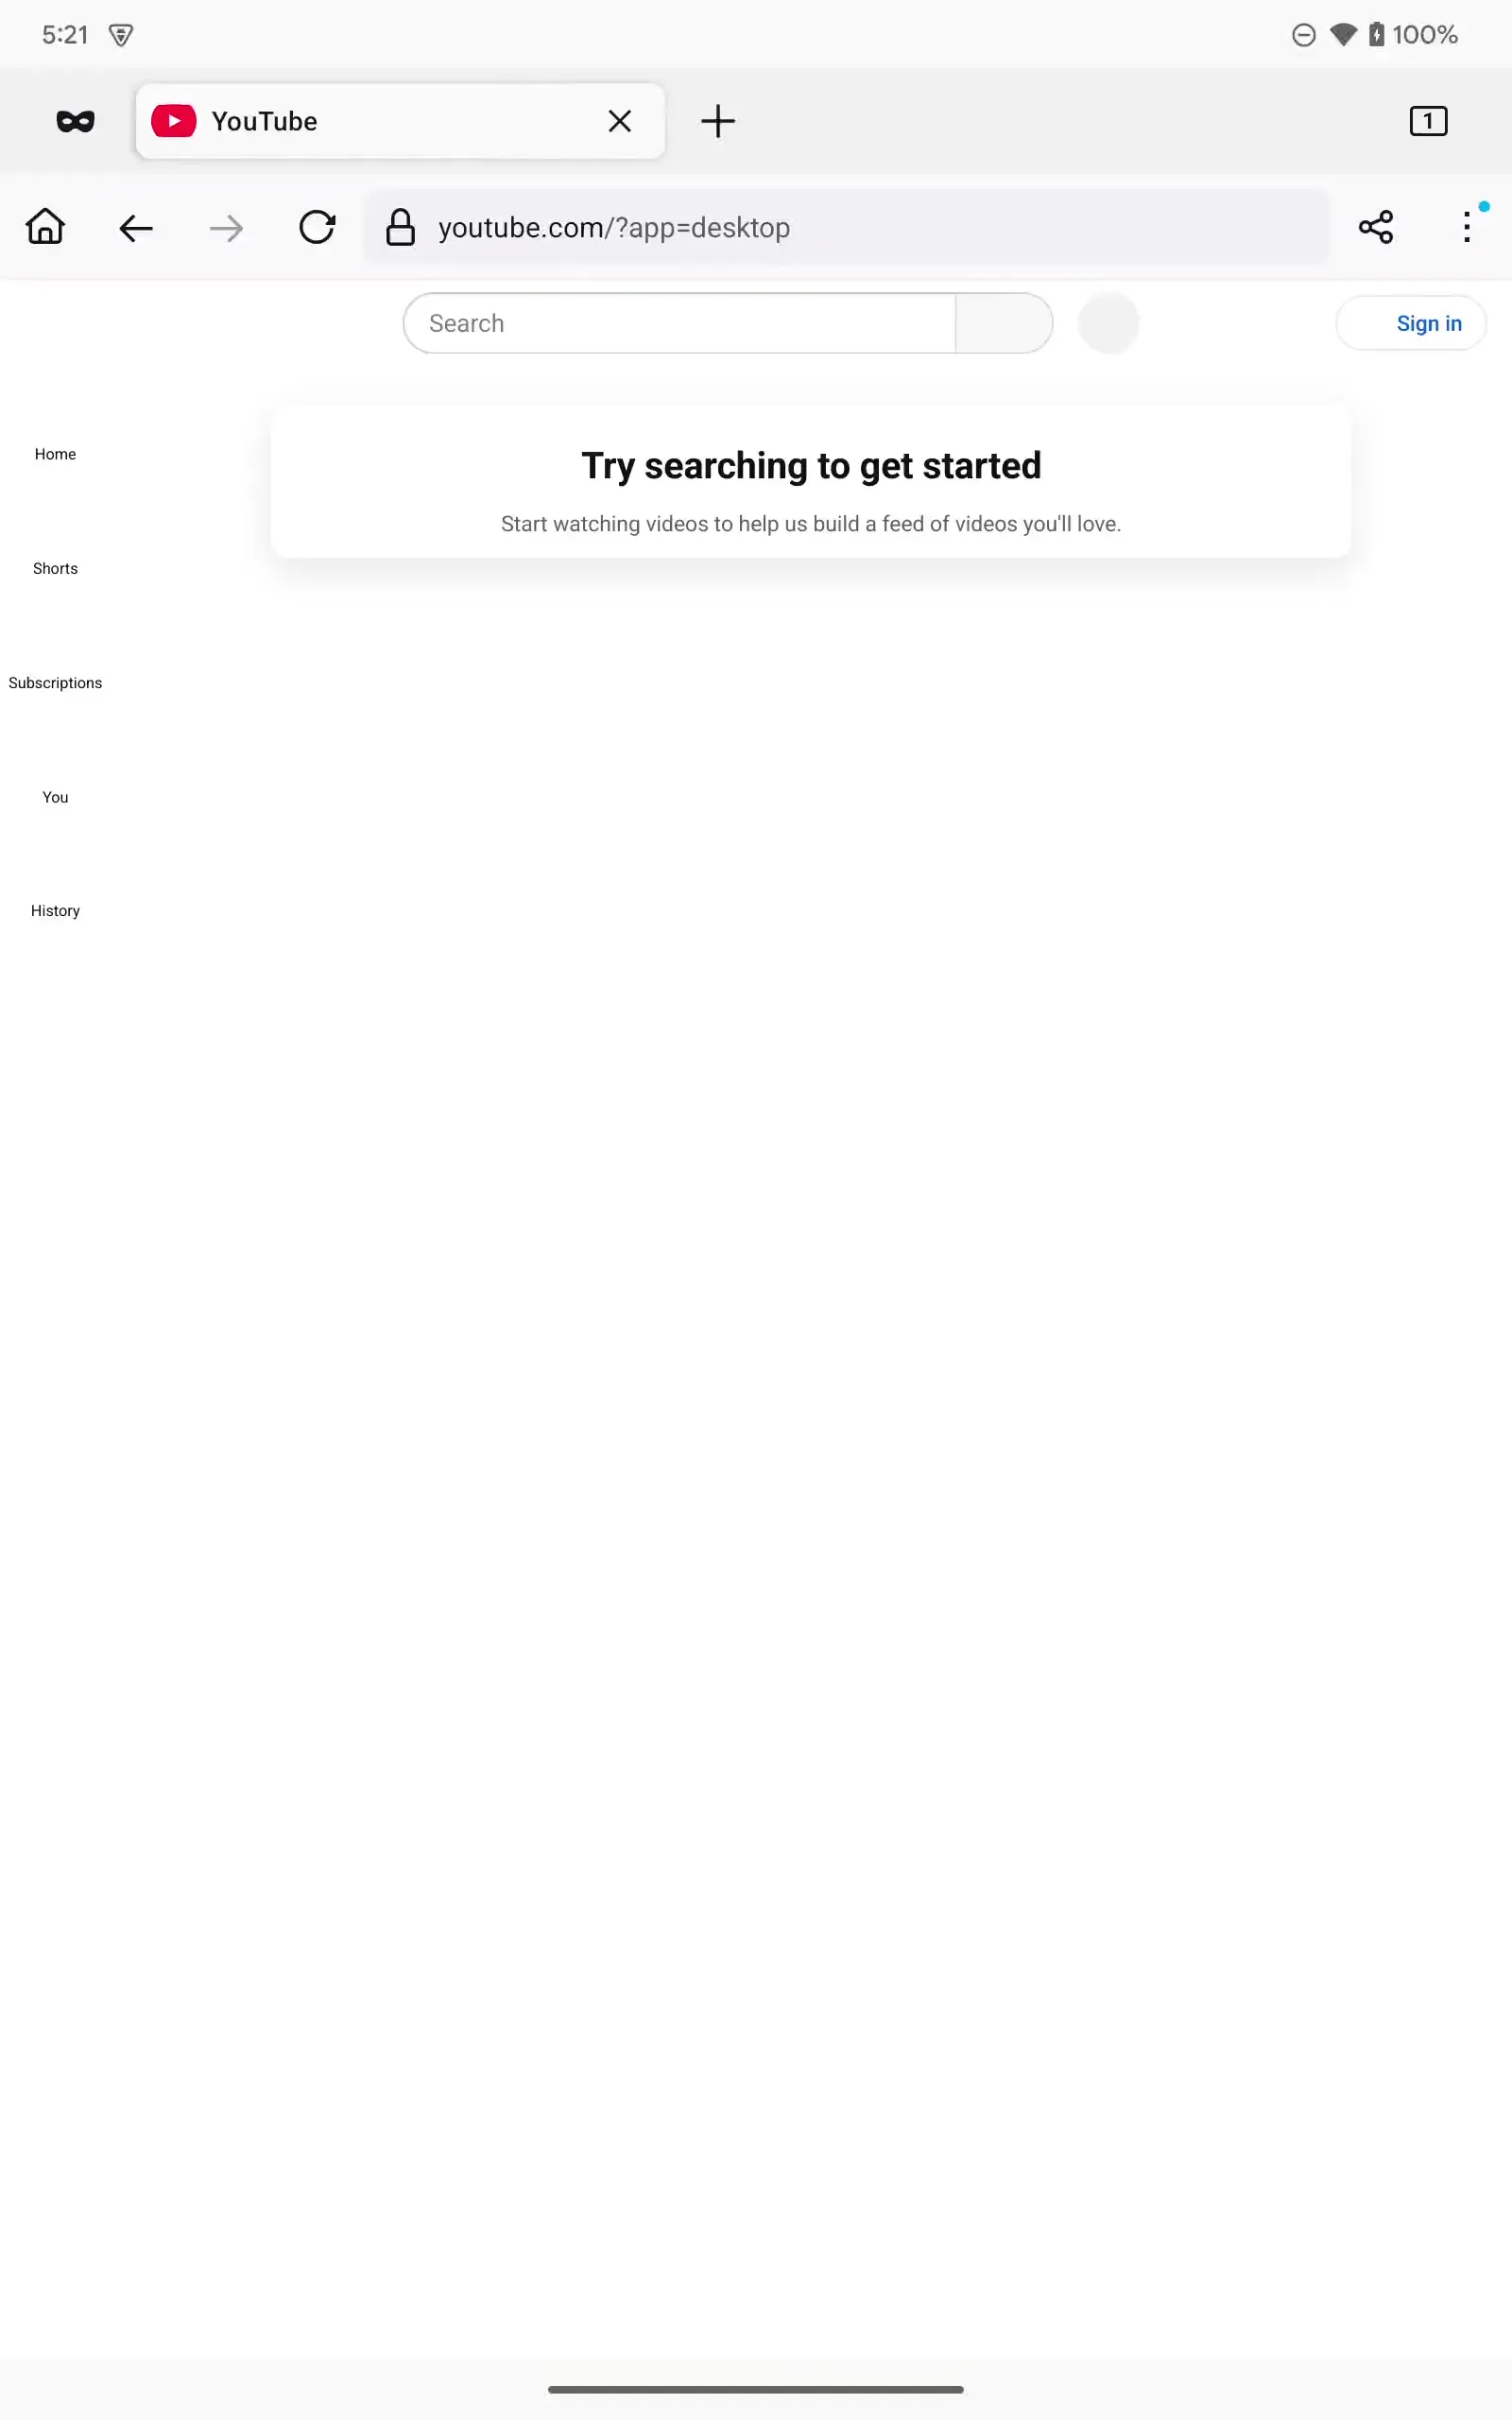 5:21
100%
YouTube
1
youtube.com/?app=desktop
Search
Sign in
Try searching to get started
Start watching videos to help us build a feed of videos you'll love.
Home
Shorts
Subscriptions
You
History